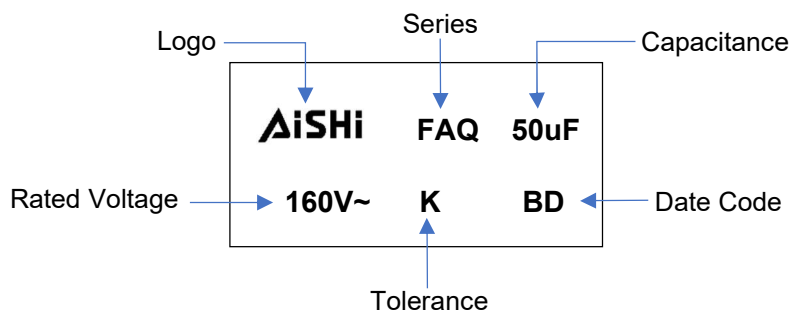 Series
Logo
Capacitance
AiSHi FAQ 50uF
Rated Voltage 160V~ K BD Date Code
Tolerance